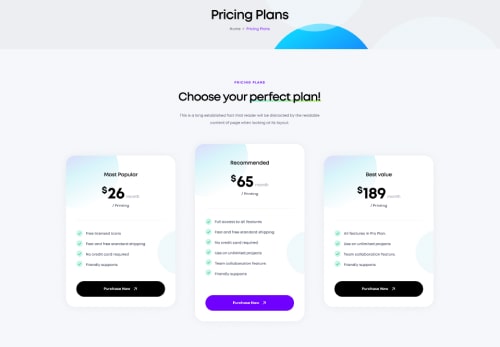 Pricing Plans
Home • Pricing Plans
PRICING PLANS
Choose your perfect plan!
This is a long established fact that reader will be distracted by the readable
content of page when looking at its layout.
Most Popular
$26 /month
/ Printing
Free licensed fonts
Fast and free standard shipping
No credit card required
Friendly supports
Purchase Now
Recommended
$65 /month
/ Printing
Full access to all features
Fast and free standard shipping
No credit card required
Use on unlimited projects
Team collaboration feature
Friendly supports
Purchase Now
Best value
$189 /month
/ Printing
All features in Pro Plan
Use on unlimited projects
Team collaboration feature
Friendly supports
Purchase Now